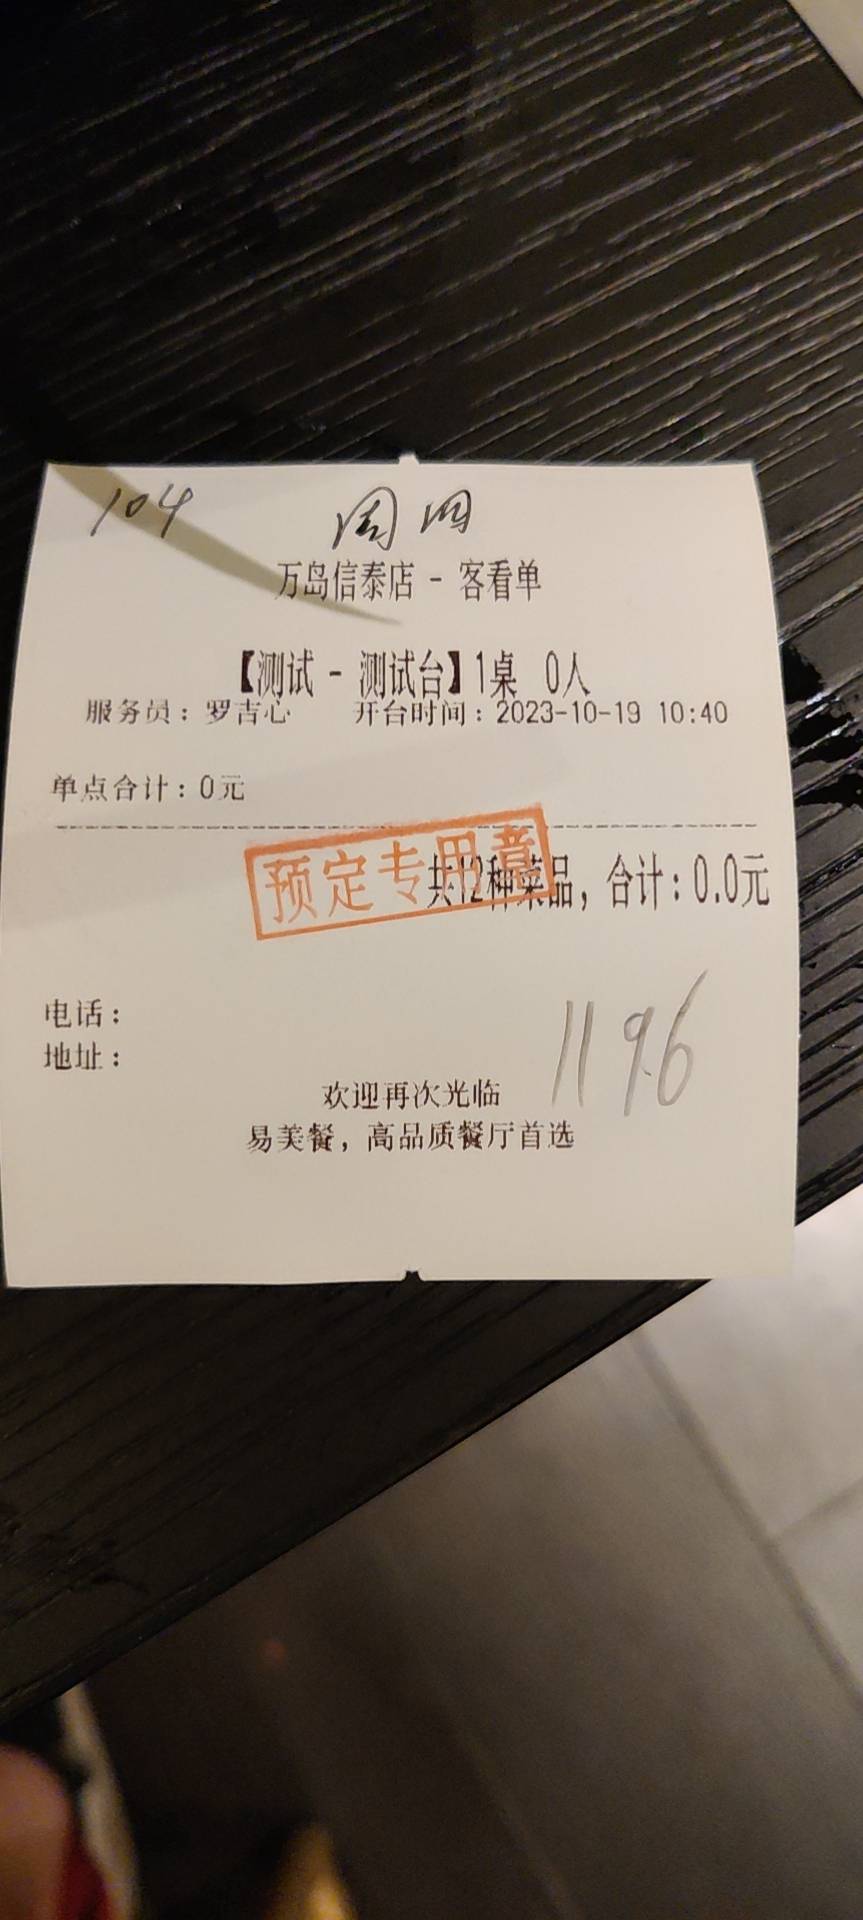 104 周四
万岛信泰店 - 客看单
【测试 - 测试台】1桌 0人
服务员：罗吉心 开台时间：2023-10-19 10:40
单点合计：0元
预定专用章
共12种菜品，合计：0.0元
电话：
地址：
1196
欢迎再次光临
易美餐，高品质餐厅首选